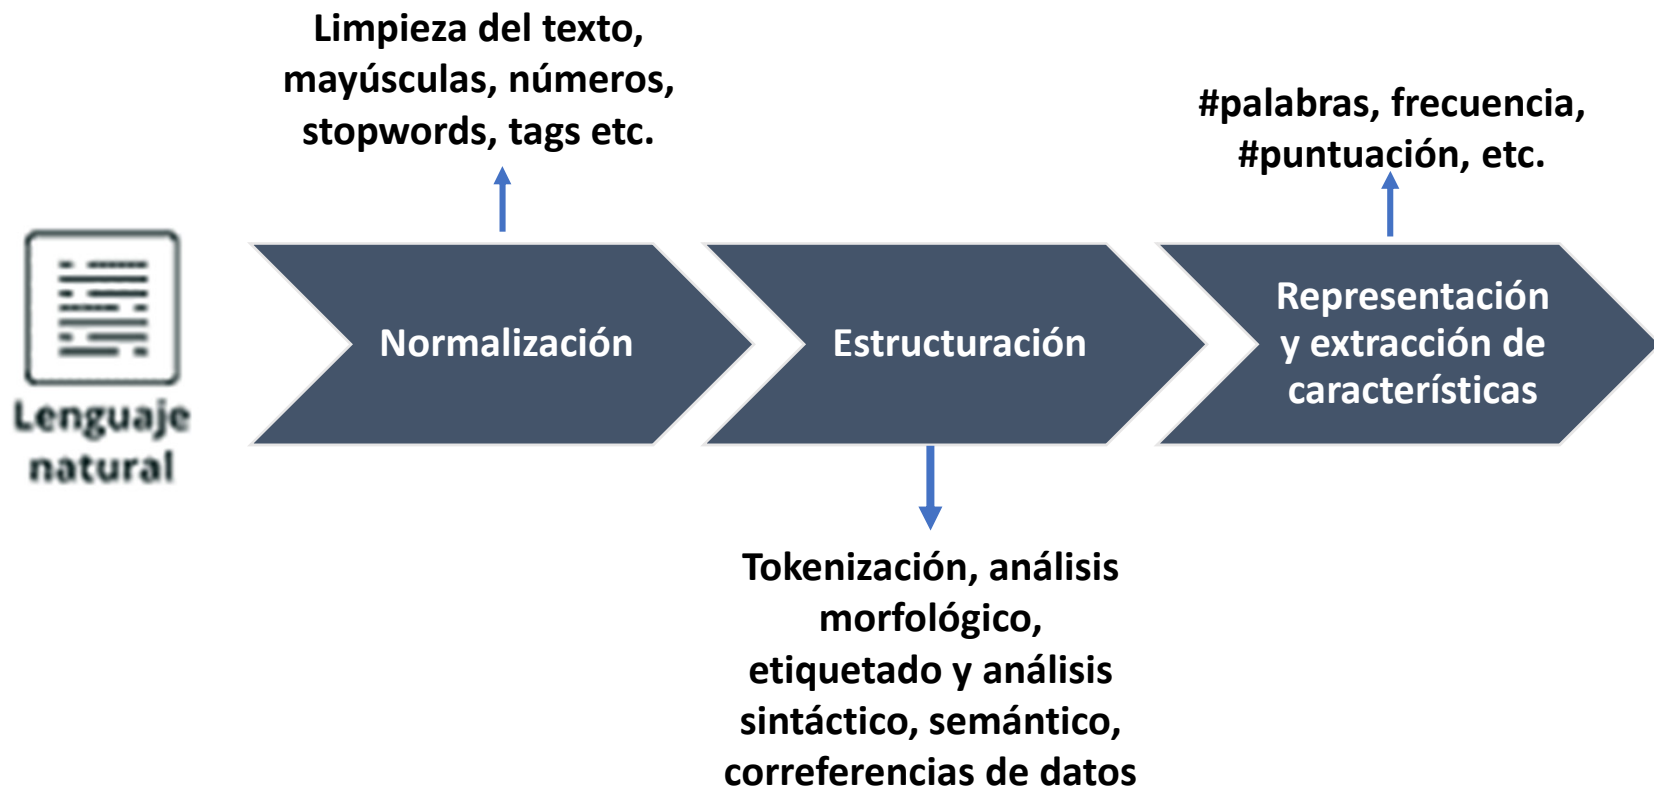 Limpieza del texto,
mayúsculas, números,
stopwords, tags etc.
#palabras, frecuencia,
#puntuación, etc.
Lenguaje
natural
Normalización
Estructuración
Representación
y extracción de
característícas
Tokenización, análisis
morfológico,
etiquetado y análisis
sintáctico, semántico,
correferencias de datos